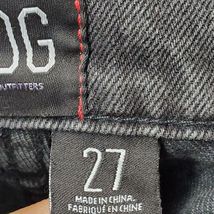 DG
OUTFITTERS
27
MADE IN CHINA.
FABRIQUÉ EN CHINE